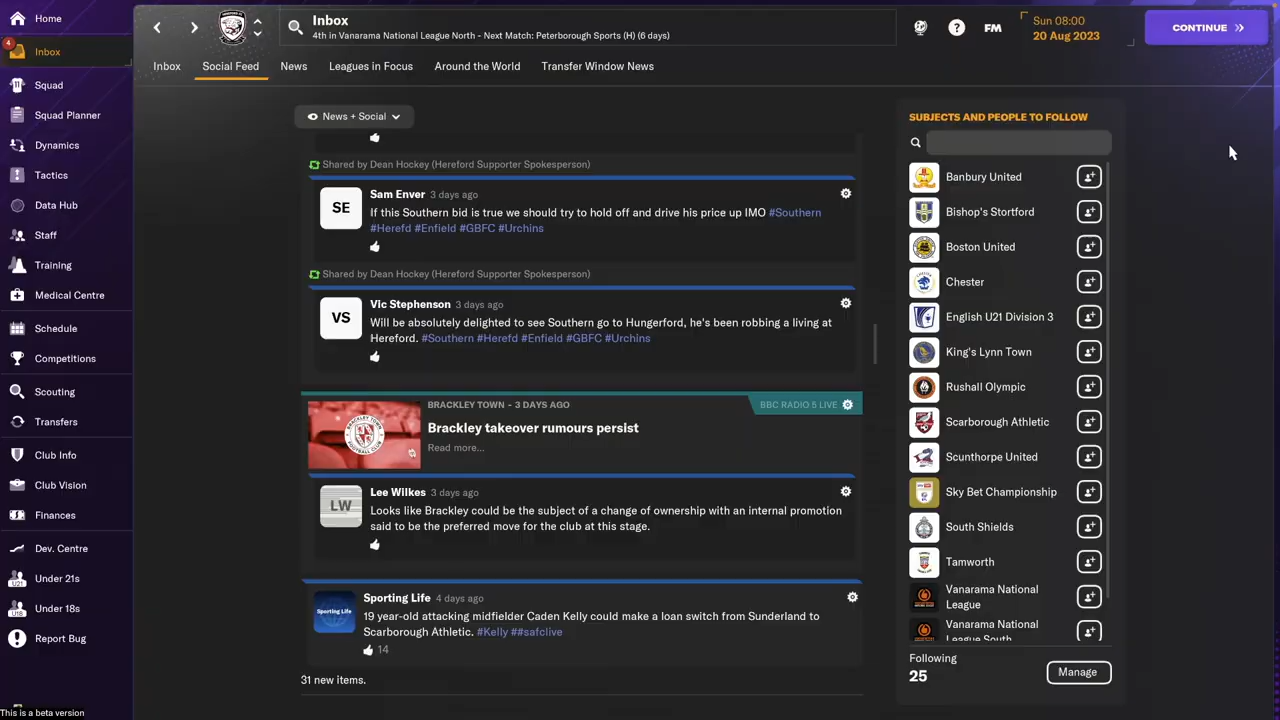 Home
Inbox
4
Squad
Squad Planner
Dynamics
Tactics
Data Hub
Staff
Training
Medical Centre
Schedule
Competitions
Scouting
Transfers
Club Info
Club Vision
Finances
Dev. Centre
U21
Under 21s
U18
Under 18s
Report Bug
This is a beta version
Inbox
4th in Vanarama National League North - Next Match: Peterborough Sports (H) (6 days)
?
FM
Sun 08:00
20 Aug 2023
CONTINUE
Inbox
Social Feed
News
Leagues in Focus
Around the World
Transfer Window News
News + Social
Shared by Dean Hockey (Hereford Supporter Spokesperson)
SE
Sam Enver 3 days ago
If this Southern bid is true we should try to hold off and drive his price up IMO #Southern
#Herefd #Enfield #GBFC #Urchins
Shared by Dean Hockey (Hereford Supporter Spokesperson)
VS
Vic Stephenson 3 days ago
Will be absolutely delighted to see Southern go to Hungerford, he's been robbing a living at
Hereford. #Southern #Herefd #Enfield #GBFC #Urchins
BRACKLEY TOWN - 3 DAYS AGO
BBC RADIO 5 LIVE
Brackley takeover rumours persist
Read more...
LW
Lee Wilkes 3 days ago
Looks like Brackley could be the subject of a change of ownership with an internal promotion
said to be the preferred move for the club at this stage.
Sporting Life
Sporting Life 4 days ago
19 year-old attacking midfielder Caden Kelly could make a loan switch from Sunderland to
Scarborough Athletic. #Kelly ##safclive
14
31 new items.
SUBJECTS AND PEOPLE TO FOLLOW
Banbury United
Bishop's Stortford
Boston United
Chester
English U21 Division 3
King's Lynn Town
Rushall Olympic
Scarborough Athletic
Scunthorpe United
Sky Bet Championship
South Shields
Tamworth
Vanarama National
League
Vanarama National
League South
Following
25
Manage